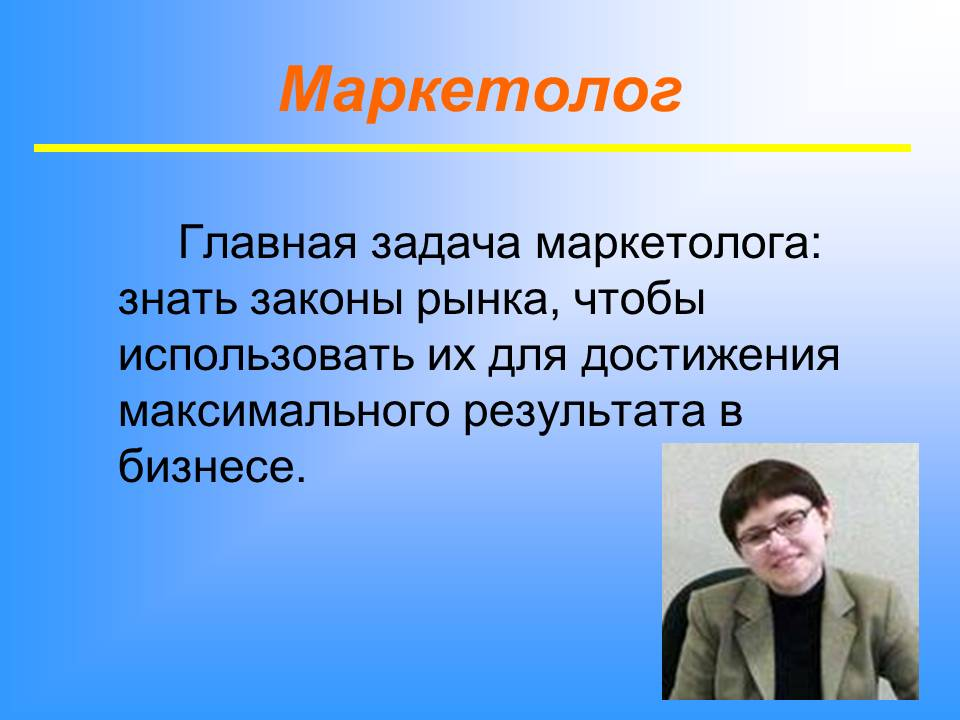 Маркетолог
Главная задача маркетолога:
знать законы рынка, чтобы
использовать их для достижения
максимального результата в
бизнесе.